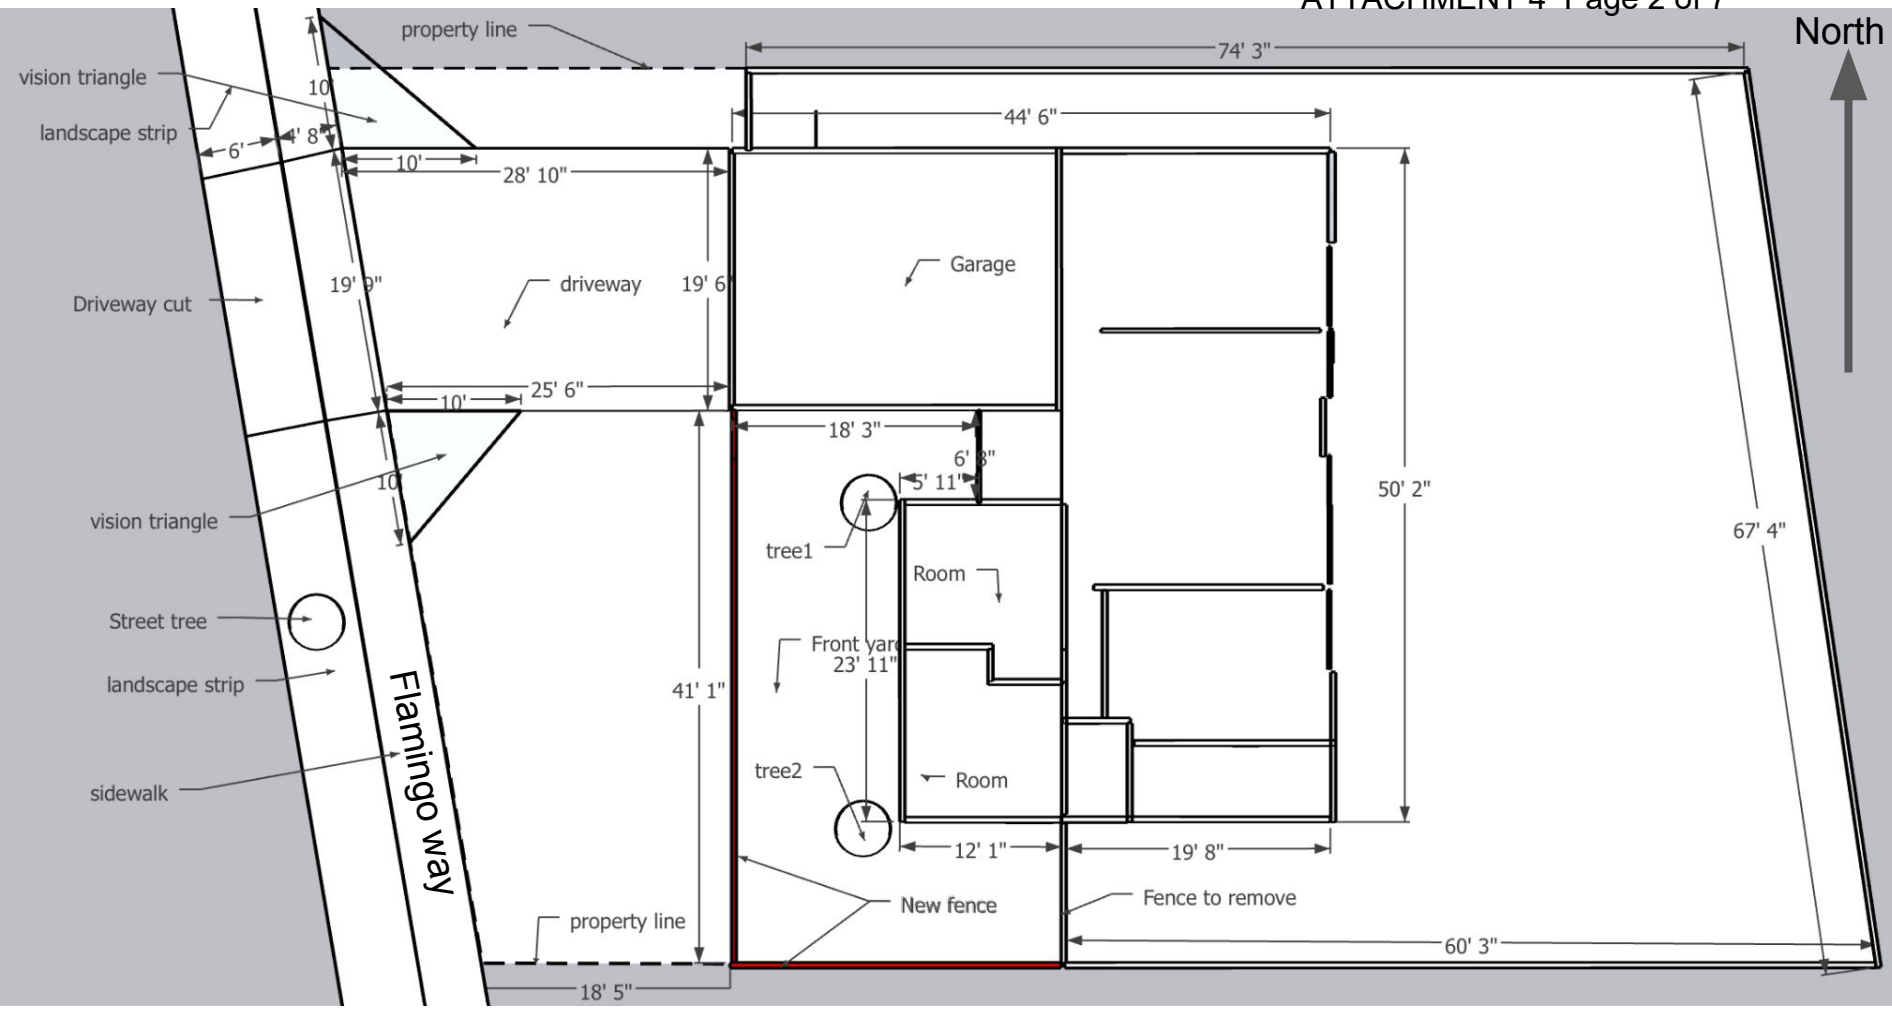 ATTACHMENT 4 Page 2 of 7
North
property line
74' 3"
vision triangle
10'
landscape strip
44' 6"
6'
4' 8"
10'
28' 10"
Garage
19' 9"
driveway
19' 6
Driveway cut
25' 6"
10'
18' 3"
6' 8"
5' 11"
10'
50' 2"
vision triangle
tree1
67' 4"
Room
Street tree
Front yard
23' 11"
landscape strip
41' 1"
Flamingo way
tree2
Room
sidewalk
12' 1"
19' 8"
New fence
Fence to remove
property line
60' 3"
18' 5"